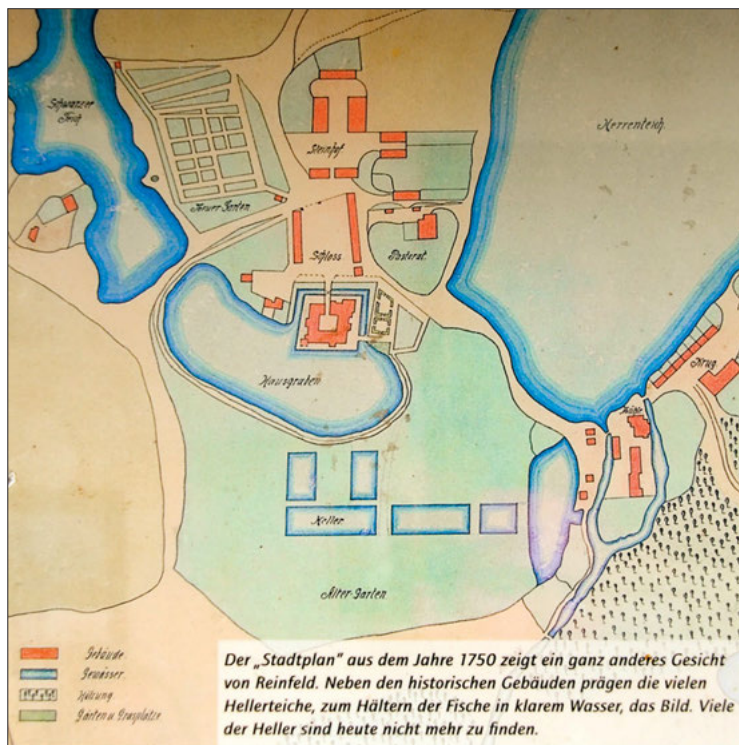 Schwarzer
Teich
Herrenteich.
Steinhof
Neuer Garten
Schloss
Pastorat.
Hausgraben
Krug.
Mühle
Heller
Alter-Garten
Gebäude.
Gewässer.
Gärten u. Grasplätze.
Der „Stadtplan" aus dem Jahre 1750 zeigt ein ganz anderes Gesicht
von Reinfeld. Neben den historischen Gebäuden prägen die vielen
Hellerteiche, zum Hältern der Fische in klarem Wasser, das Bild. Viele
der Heller sind heute nicht mehr zu finden.